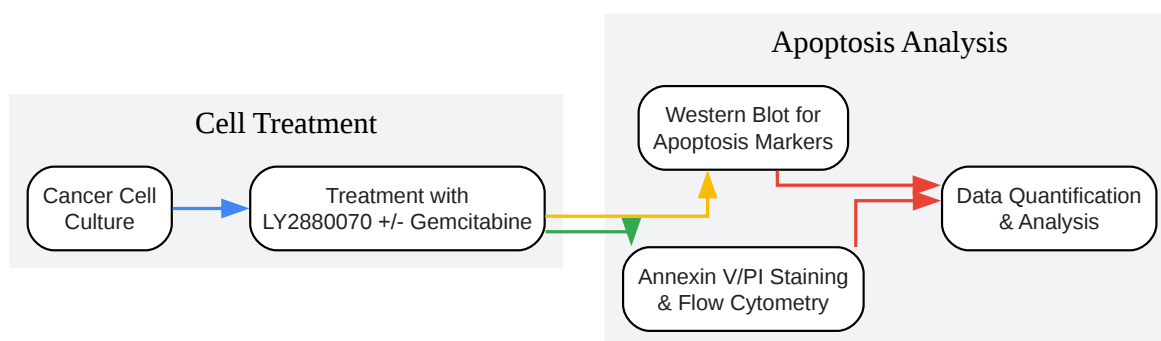 Cell Treatment
Cancer Cell
Culture
Treatment with
LY2880070 +/- Gemcitabine
Apoptosis Analysis
Western Blot for
Apoptosis Markers
Annexin V/PI Staining
& Flow Cytometry
Data Quantification
& Analysis